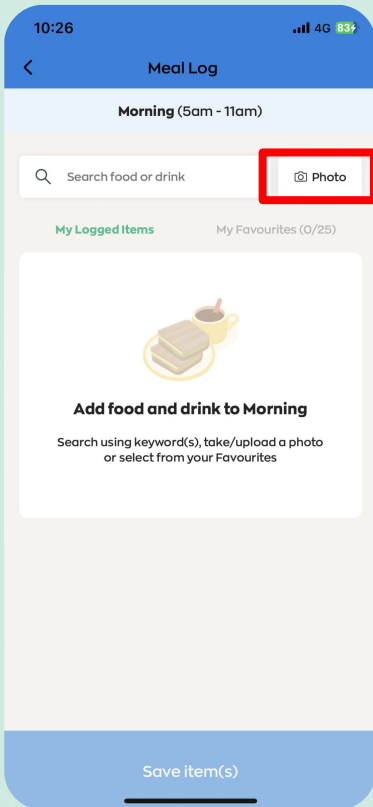 10:26 4G 83
Meal Log
Morning (5am - 11am)
Search food or drink Photo
My Logged Items My Favourites (0/25)
Add food and drink to Morning
Search using keyword(s), take/upload a photo
or select from your Favourites
Save item(s)